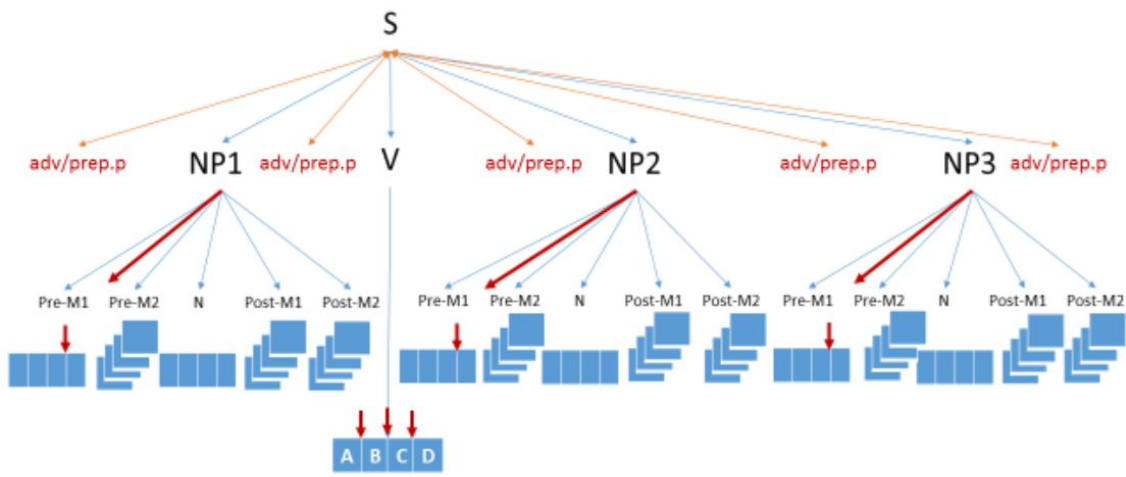 S
adv/prep.p NP1 adv/prep.p V adv/prep.p NP2 adv/prep.p NP3 adv/prep.p
Pre-M1 Pre-M2 N Post-M1 Post-M2 Pre-M1 Pre-M2 N Post-M1 Post-M2 Pre-M1 Pre-M2 N Post-M1 Post-M2
A B C D